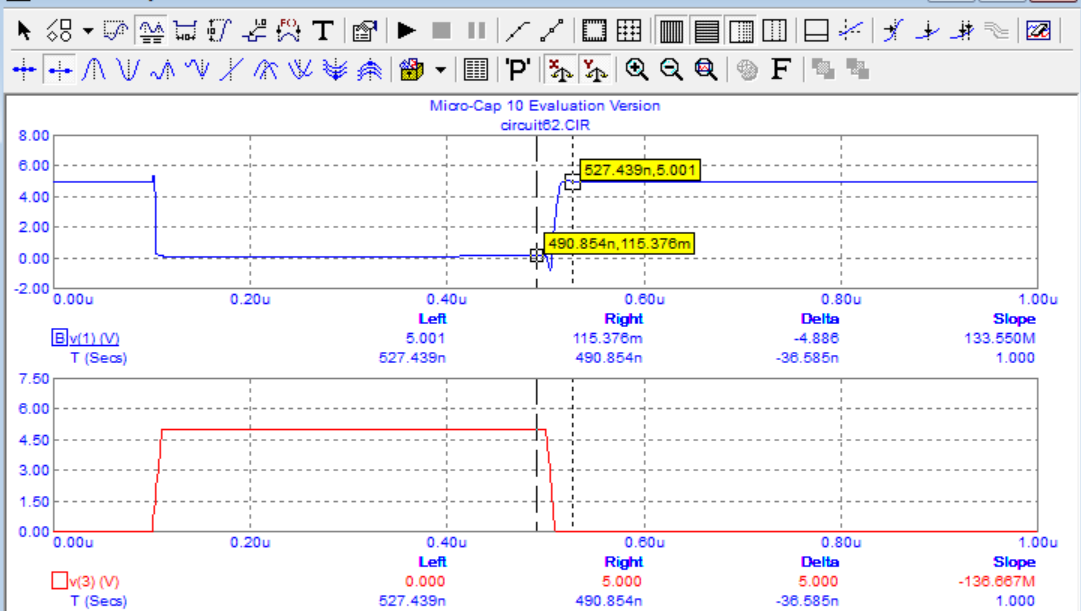 T
'P'
F
Micro-Cap 10 Evaluation Version
circuit62.CIR
8.00
6.00
4.00
2.00
0.00
-2.00
527.439n,5.001
490.854n,115.376m
0.00u 0.20u 0.40u 0.60u 0.80u 1.00u
Left Right Delta Slope
B v(1) (V) 5.001 115.376m -4.886 133.550M
T (Secs) 527.439n 490.854n -36.585n 1.000
7.50
6.00
4.50
3.00
1.50
0.00
0.00u 0.20u 0.40u 0.60u 0.80u 1.00u
Left Right Delta Slope
v(3) (V) 0.000 5.000 5.000 -136.667M
T (Secs) 527.439n 490.854n -36.585n 1.000